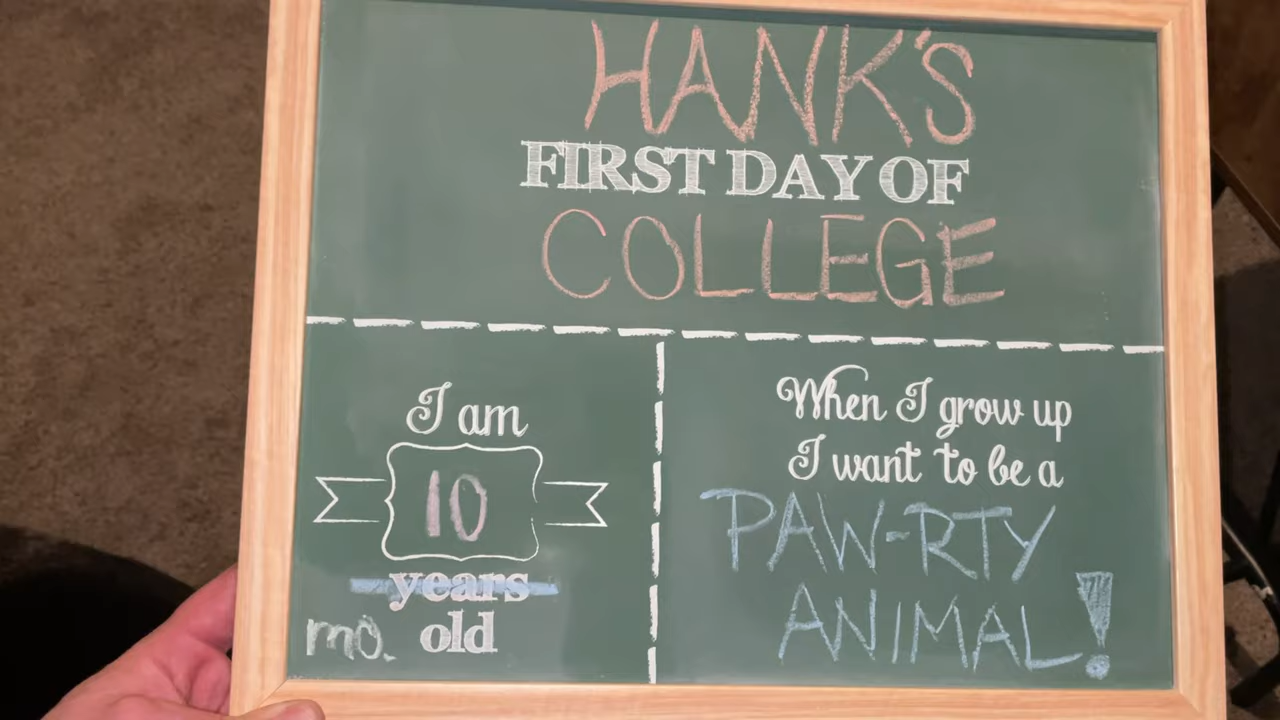 HANK'S
FIRST DAY OF
COLLEGE
I am
10
years
mo. old
When I grow up
I want to be a
PAW-RTY
ANIMAL!